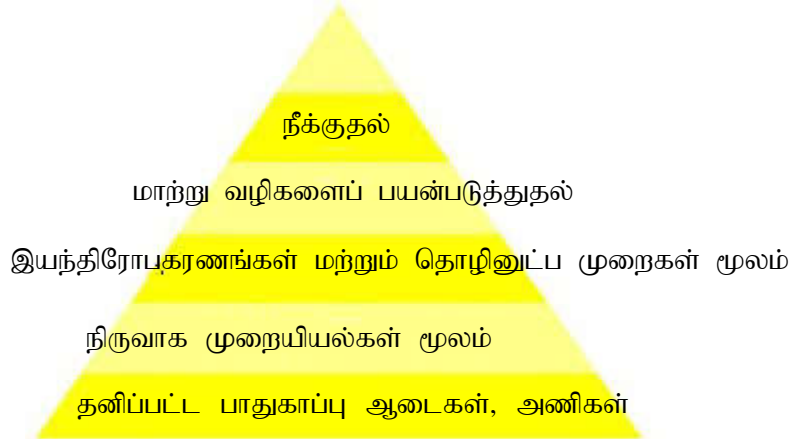 நீக்குதல்
மாற்று வழிகளைப் பயன்படுத்துதல்
இயந்திரோபகரணங்கள் மற்றும் தொழினுட்ப முறைகள் மூலம்
நிருவாக முறையியல்கள் மூலம்
தனிப்பட்ட பாதுகாப்பு ஆடைகள், அணிகள்